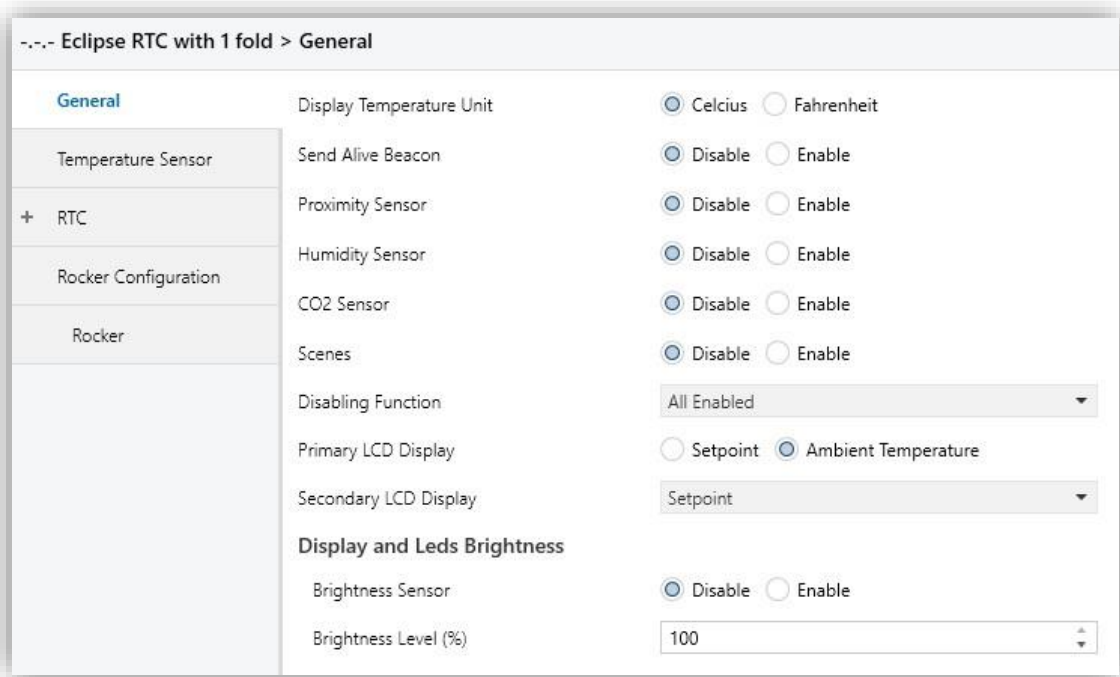 -.-.- Eclipse RTC with 1 fold > General
General
Temperature Sensor
+ RTC
Rocker Configuration
Rocker
Display Temperature Unit Celcius Fahrenheit
Send Alive Beacon Disable Enable
Proximity Sensor Disable Enable
Humidity Sensor Disable Enable
CO2 Sensor Disable Enable
Scenes Disable Enable
Disabling Function All Enabled
Primary LCD Display Setpoint Ambient Temperature
Secondary LCD Display Setpoint
Display and Leds Brightness
Brightness Sensor Disable Enable
Brightness Level (%) 100